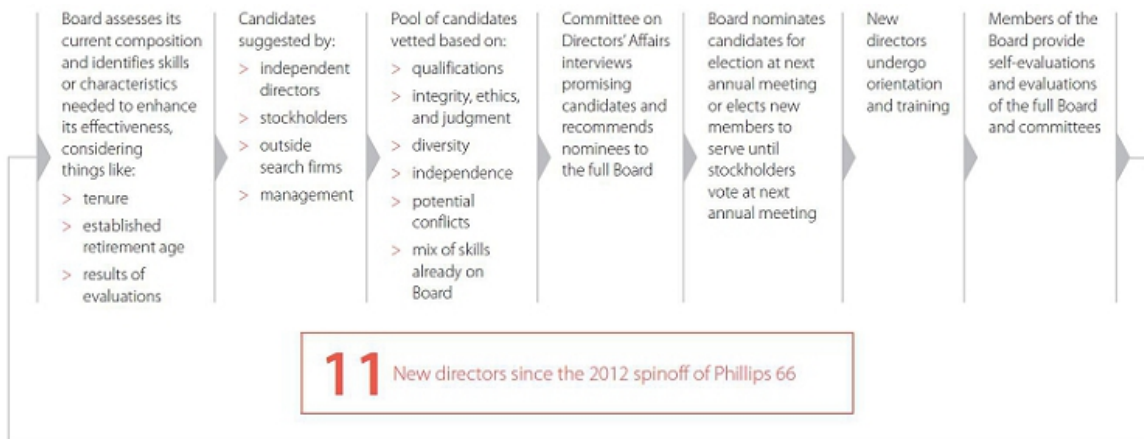 Board assesses its
current composition
and identifies skills
or characteristics
needed to enhance
its effectiveness,
considering
things like:
> tenure
> established
retirement age
> results of
evaluations
Candidates
suggested by:
> independent
directors
> stockholders
> outside
search firms
> management
Pool of candidates
vetted based on:
> qualifications
> integrity, ethics,
and judgment
> diversity
> independence
> potential
conflicts
> mix of skills
already on
Board
Committee on
Directors' Affairs
interviews
promising
candidates and
recommends
nominees to
the full Board
Board nominates
candidates for
election at next
annual meeting
or elects new
members to
serve until
stockholders
vote at next
annual meeting
New
directors
undergo
orientation
and training
Members of the
Board provide
self-evaluations
and evaluations
of the full Board
and committees
11 New directors since the 2012 spinoff of Phillips 66